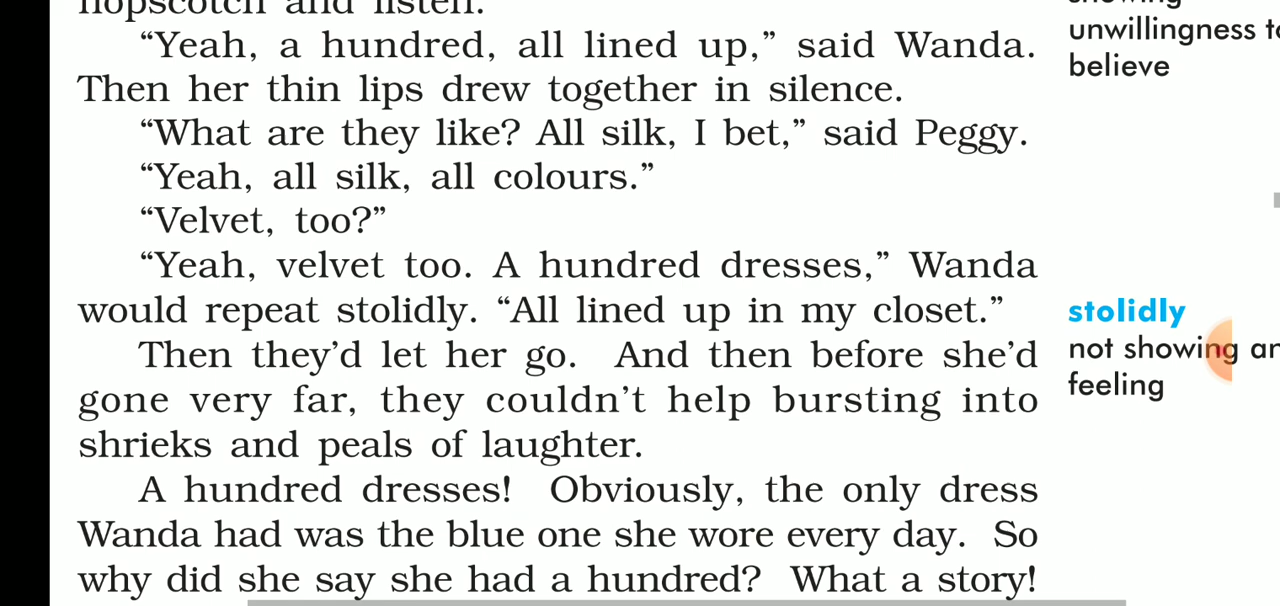 hopscotch and listen.
“Yeah, a hundred, all lined up,” said Wanda.
Then her thin lips drew together in silence.
“What are they like? All silk, I bet,” said Peggy.
“Yeah, all silk, all colours.”
“Velvet, too?”
“Yeah, velvet too. A hundred dresses,” Wanda
would repeat stolidly. “All lined up in my closet.”
Then they’d let her go. And then before she’d
gone very far, they couldn’t help bursting into
shrieks and peals of laughter.
A hundred dresses! Obviously, the only dress
Wanda had was the blue one she wore every day. So
why did she say she had a hundred? What a story!
showing
unwillingness
believe
stolidly
not showing
feeling